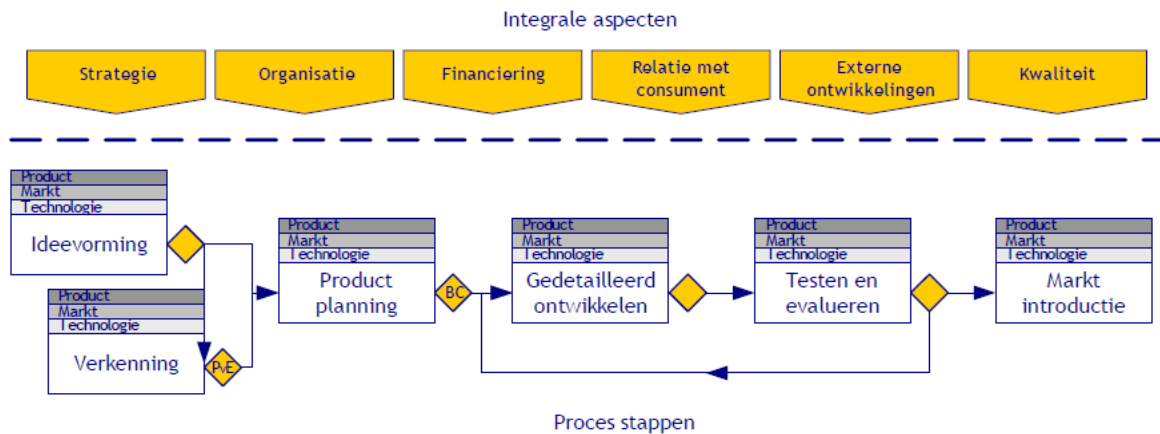 Integrale aspecten
Strategie
Organisatie
Financiering
Relatie met
consument
Externe
ontwikkelingen
Kwaliteit
Product
Markt
Technologie
Ideevorming
Product
Markt
Technologie
Verkenning
PvE
Product
Markt
Technologie
Product
planning
BC
Product
Markt
Technologie
Gedetailleerd
ontwikkelen
Product
Markt
Technologie
Testen en
evalueren
Product
Markt
Technologie
Markt
introductie
Proces stappen